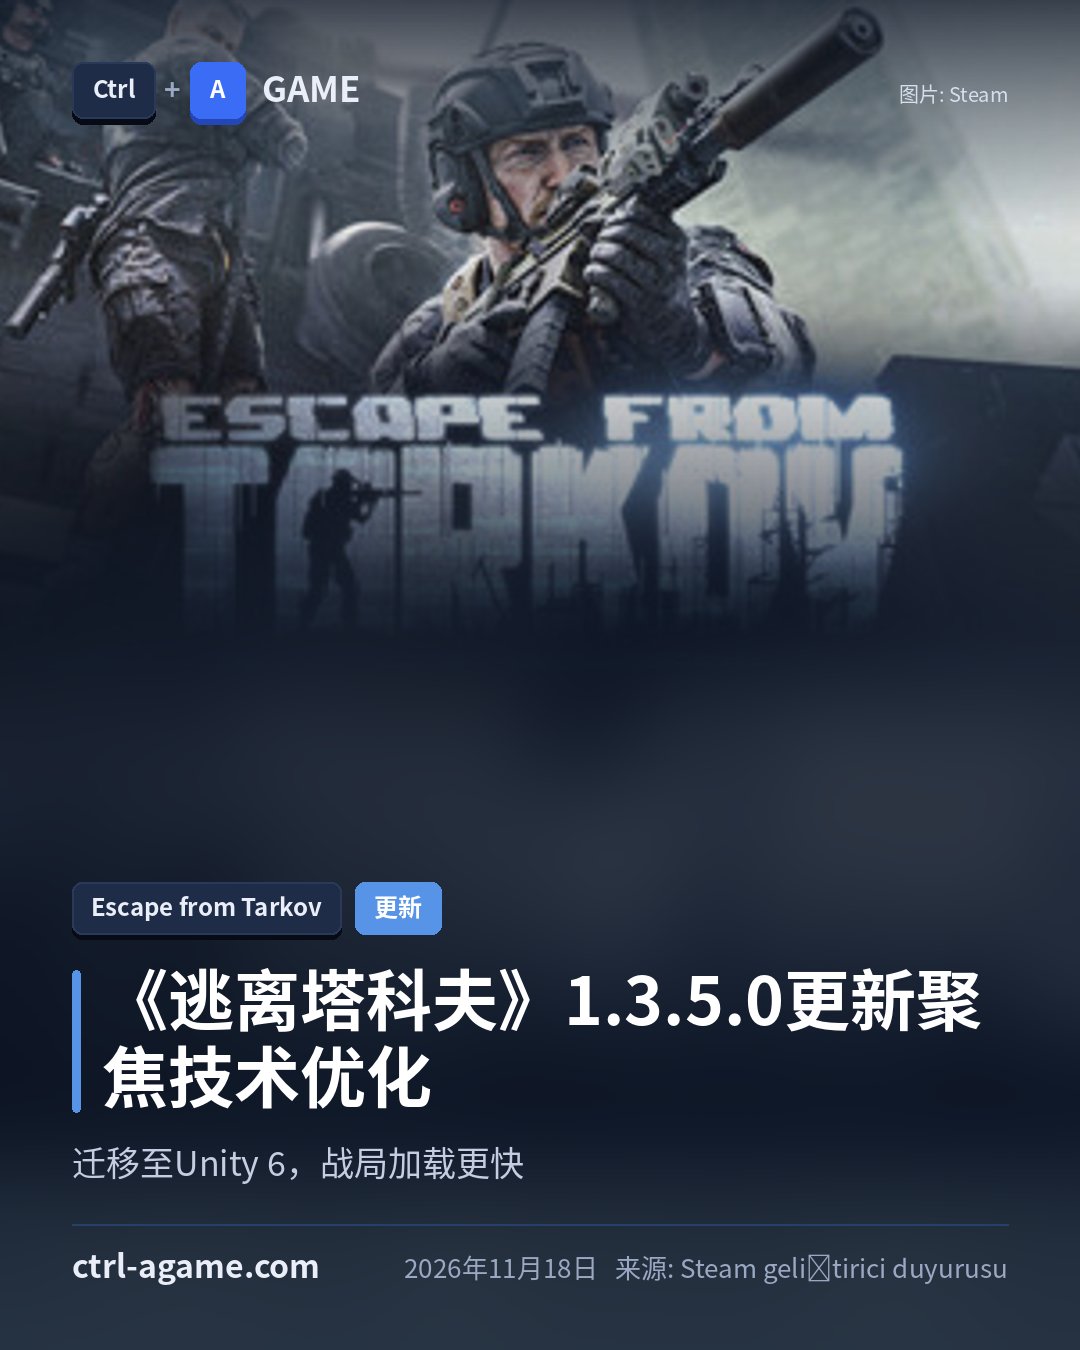 Ctrl + A GAME
图片: Steam
ESCAPE FROM
TARKOV
Escape from Tarkov 更新
《逃离塔科夫》1.3.5.0更新聚
焦技术优化
迁移至Unity 6，战局加载更快
ctrl-agame.com 2026年11月18日 来源: Steam geli☒tirici duyurusu